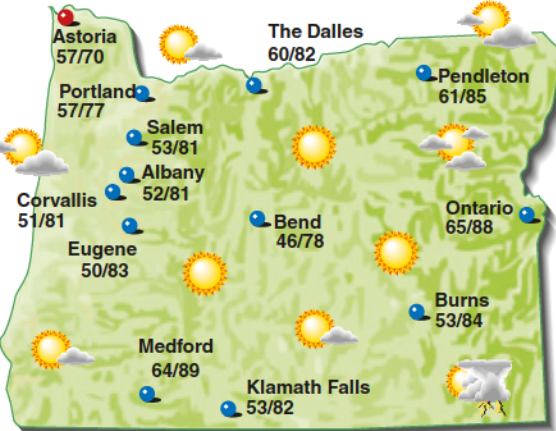 Astoria
57/70
The Dalles
60/82
Portland
57/77
Pendleton
61/85
Salem
53/81
Albany
52/81
Corvallis
51/81
Eugene
50/83
Bend
46/78
Ontario
65/88
Burns
53/84
Medford
64/89
Klamath Falls
53/82